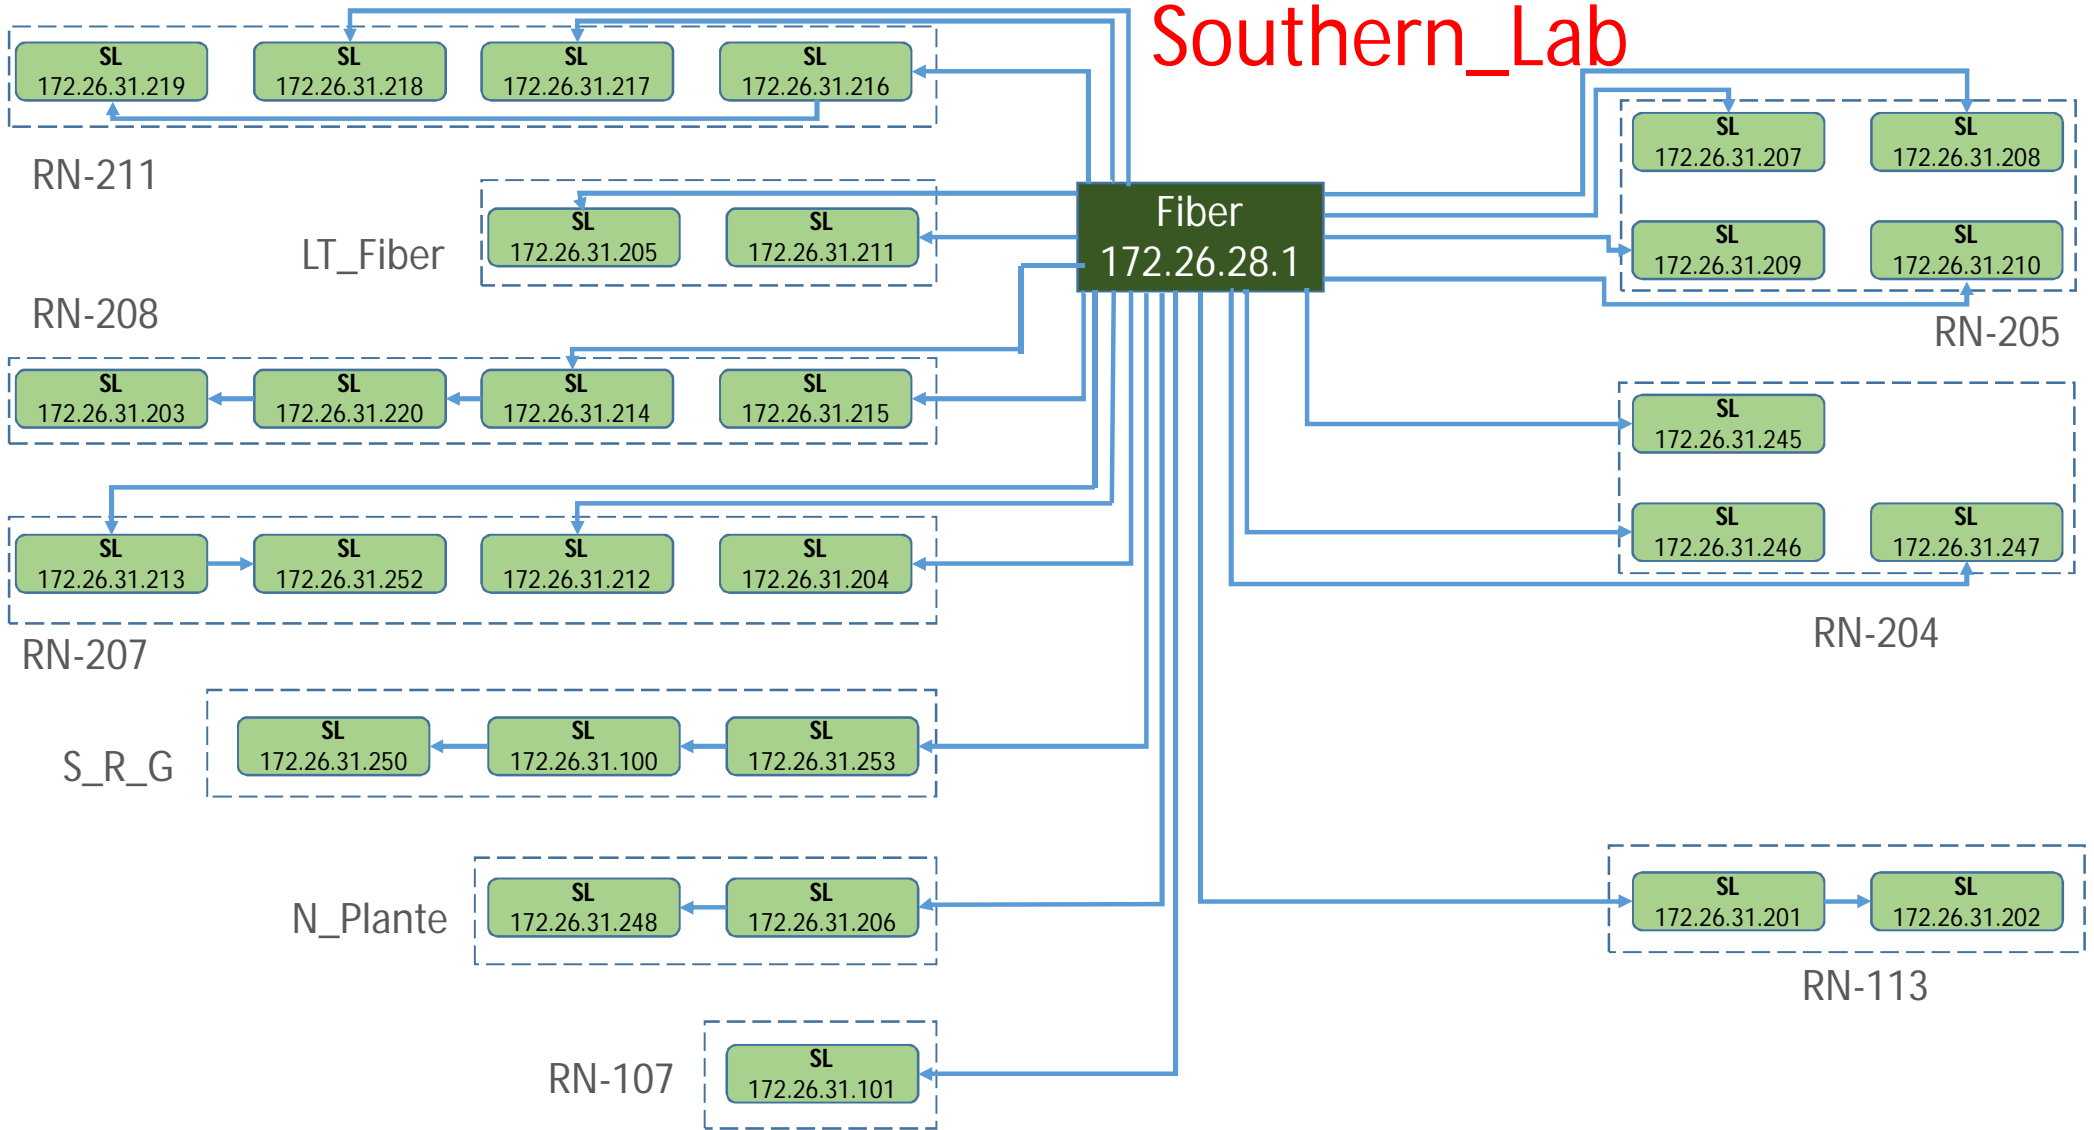 Southern_Lab
SL
172.26.31.219
SL
172.26.31.218
SL
172.26.31.217
SL
172.26.31.216
RN-211
SL
172.26.31.205
SL
172.26.31.211
LT_Fiber
Fiber
172.26.28.1
SL
172.26.31.207
SL
172.26.31.208
SL
172.26.31.209
SL
172.26.31.210
RN-205
RN-208
SL
172.26.31.203
SL
172.26.31.220
SL
172.26.31.214
SL
172.26.31.215
SL
172.26.31.245
SL
172.26.31.246
SL
172.26.31.247
RN-204
SL
172.26.31.213
SL
172.26.31.252
SL
172.26.31.212
SL
172.26.31.204
RN-207
S_R_G
SL
172.26.31.250
SL
172.26.31.100
SL
172.26.31.253
N_Plante
SL
172.26.31.248
SL
172.26.31.206
SL
172.26.31.201
SL
172.26.31.202
RN-113
RN-107
SL
172.26.31.101